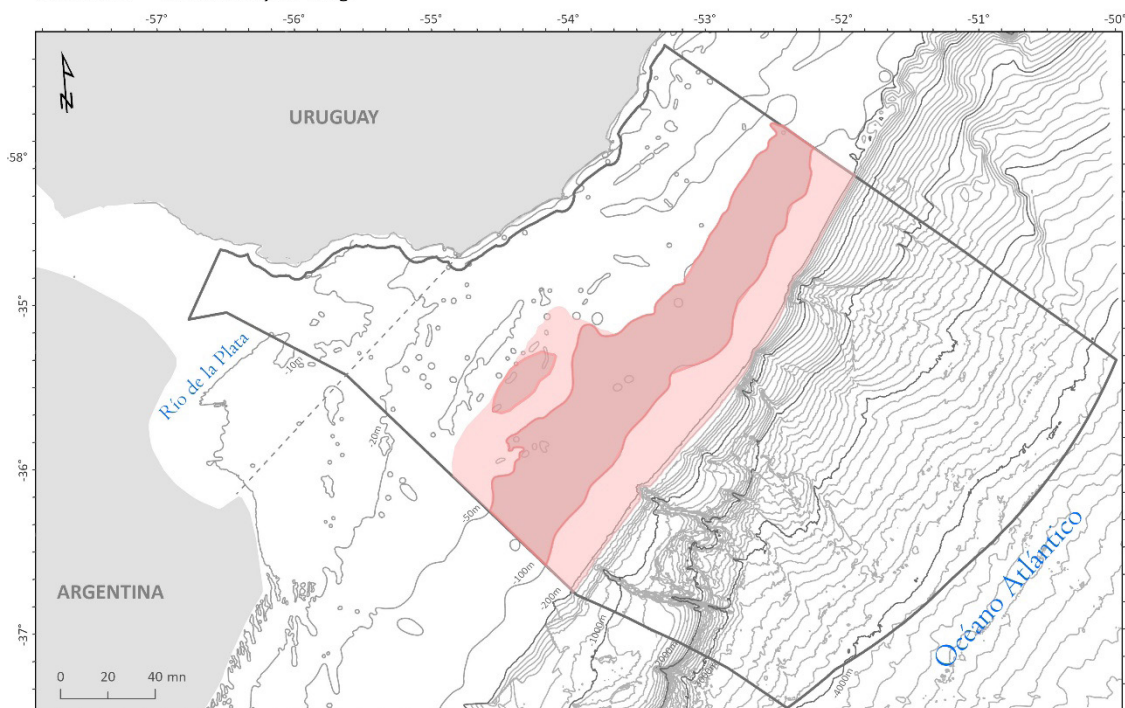 -57° -56° -55° -54° -53° -52° -51° -50°
N
URUGUAY
-58°
-35°
Río de la Plata
-10m
-20m
-36°
-50m
-100m
-200m
-1000m
-4000m
ARGENTINA
-37°
Océano Atlántico
0 20 40 mn